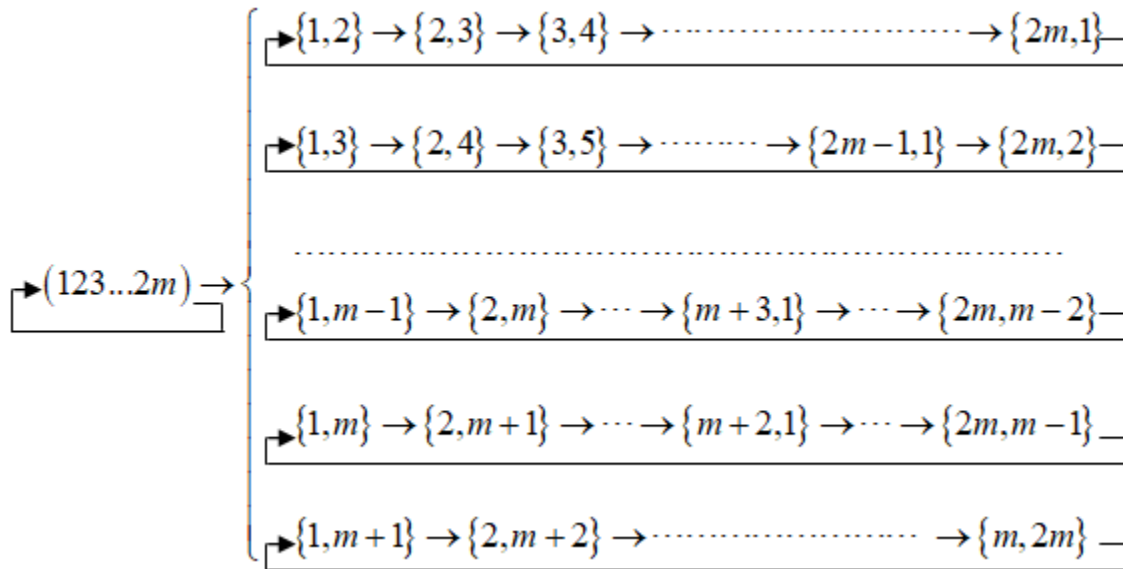 {1,2} → {2,3} → {3,4} → ⋯⋯⋯⋯⋯⋯⋯⋯⋯ → {2m,1}
{1,3} → {2,4} → {3,5} → ⋯⋯⋯ → {2m−1,1} → {2m,2}
⋯⋯⋯⋯⋯⋯⋯⋯⋯⋯⋯⋯⋯⋯⋯⋯⋯⋯⋯⋯⋯⋯
(123...2m) →
{1,m−1} → {2,m} → ⋯ → {m+3,1} → ⋯ → {2m,m−2}
{1,m} → {2,m+1} → ⋯ → {m+2,1} → ⋯ → {2m,m−1}
{1,m+1} → {2,m+2} → ⋯⋯⋯⋯⋯⋯⋯⋯⋯ → {m,2m}